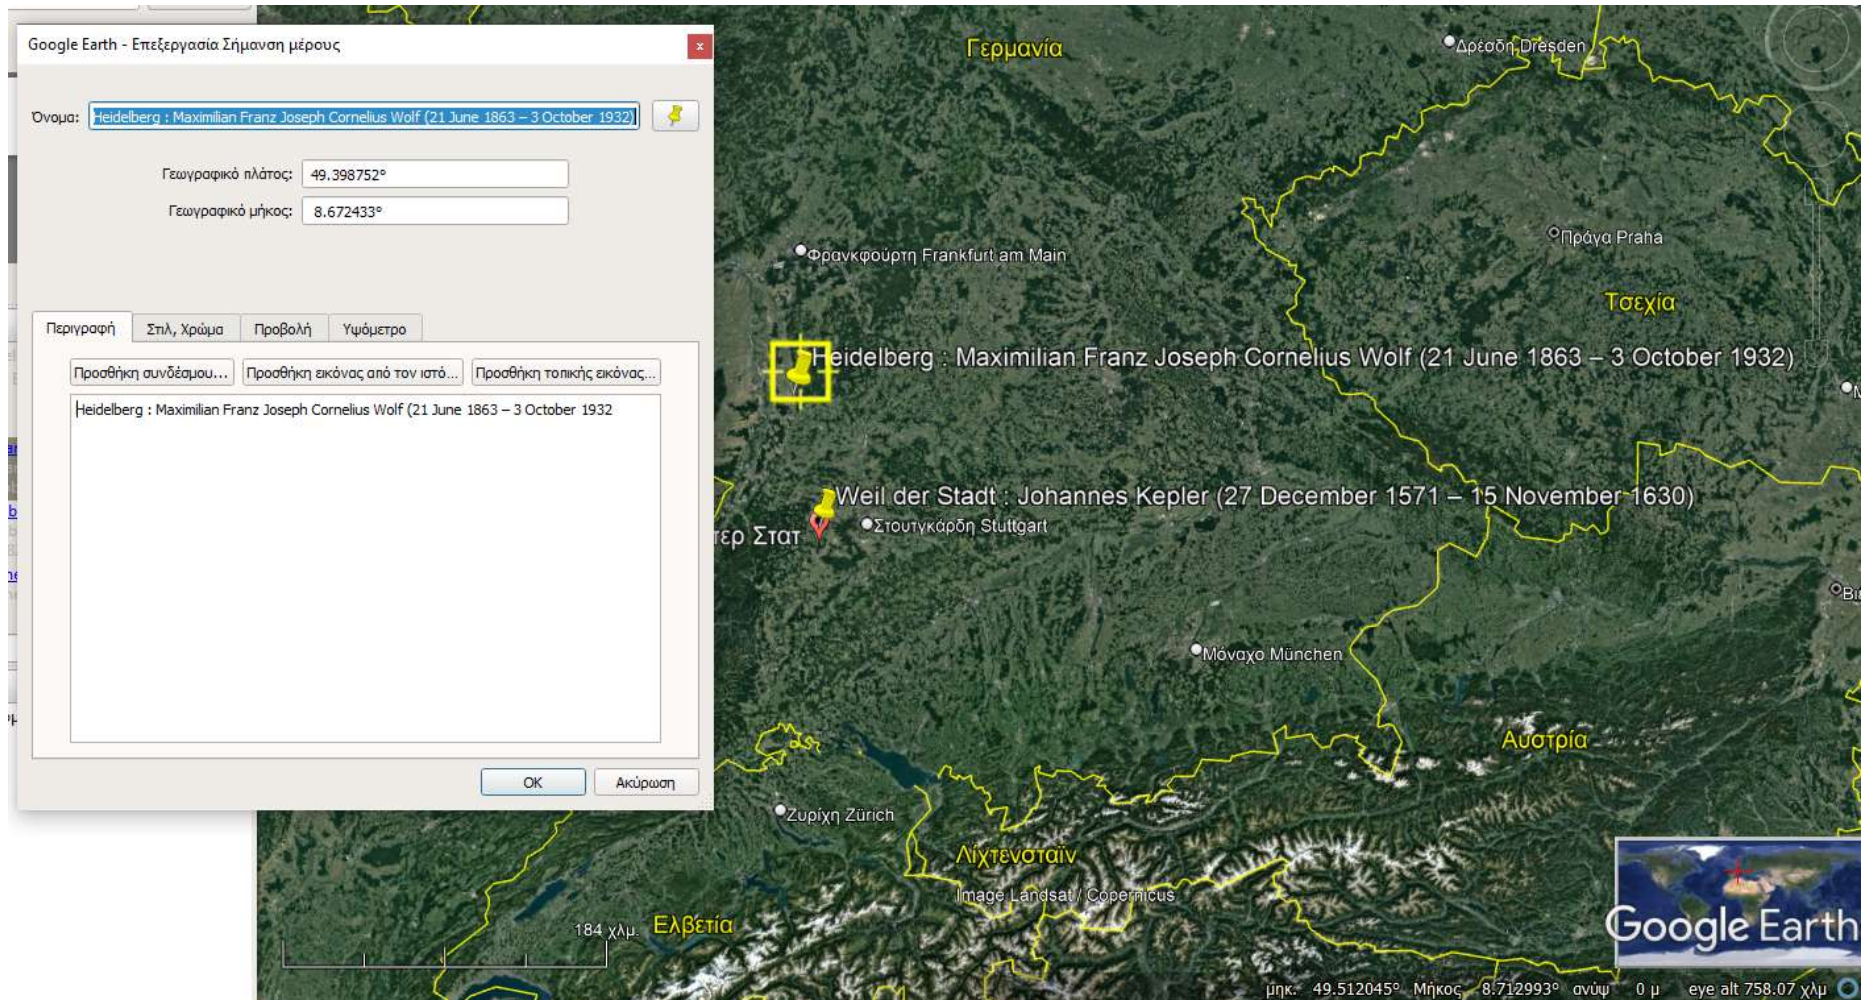 Google Earth - Επεξεργασία Σήμανση μέρους
x
Όνομα: Heidelberg : Maximilian Franz Joseph Cornelius Wolf (21 June 1863 – 3 October 1932)
Γεωγραφικό πλάτος: 49.398752°
Γεωγραφικό μήκος: 8.672433°
Περιγραφή Στιλ, Χρώμα Προβολή Υψόμετρο
Προσθήκη συνδέσμου... Προσθήκη εικόνας από τον ιστό... Προσθήκη τοπικής εικόνας...
Heidelberg : Maximilian Franz Joseph Cornelius Wolf (21 June 1863 – 3 October 1932
OK Ακύρωση
Γερμανία
Δρέσδη Dresden
Πράγα Praha
Φρανκφούρτη Frankfurt am Main
Τσεχία
Heidelberg : Maximilian Franz Joseph Cornelius Wolf (21 June 1863 – 3 October 1932)
Weil der Stadt : Johannes Kepler (27 December 1571 – 15 November 1630)
Στουτγκάρδη Stuttgart
τερ Στατ
Μόναχο München
Αυστρία
Ζυρίχη Zürich
Λίχτενσταϊν
Image Landsat / Copernicus
Ελβετία
184 χλμ.
Google Earth
μηκ. 49.512045° Μήκος 8.712993° ανύψ 0 μ eye alt 758.07 χλμ